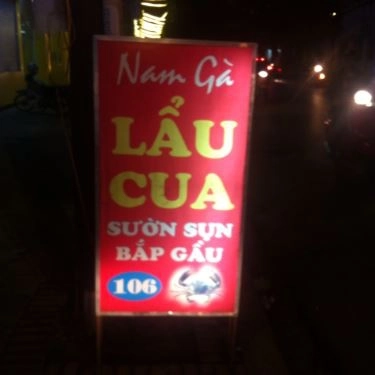 Nam Gà
LẨU
CUA
SƯỜN SỤN
BẮP GẦU
106